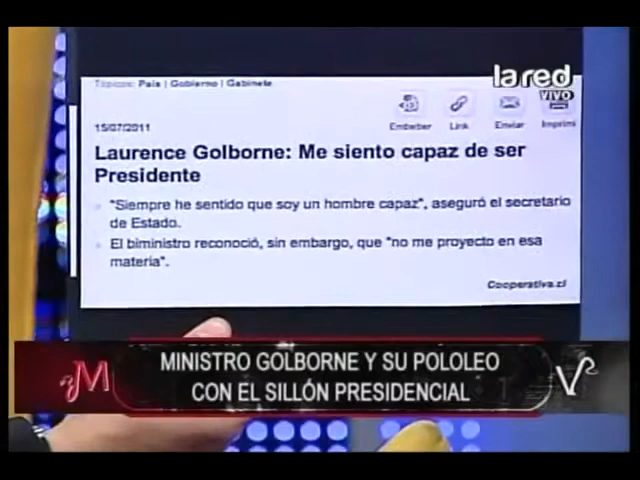 la red
VIVO
Tópicos: País | Gobierno | Gabinete
15/07/2011
Embeber Link Enviar Imprimi
Laurence Golborne: Me siento capaz de ser
Presidente
"Siempre he sentido que soy un hombre capaz", aseguró el secretario
de Estado.
El biministro reconoció, sin embargo, que "no me proyecto en esa
materia".
Cooperativa.cl
MINISTRO GOLBORNE Y SU POLOLEO
CON EL SILLÓN PRESIDENCIAL